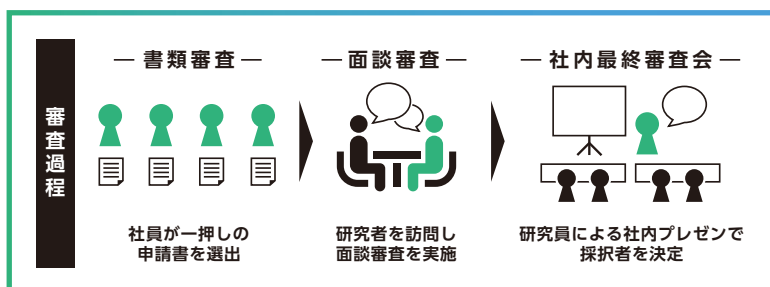 審査過程
― 書類審査 ―
社員が一押しの
申請書を選出
― 面談審査 ―
研究者を訪問し
面談審査を実施
― 社内最終審査会 ―
研究員による社内プレゼンで
採択者を決定